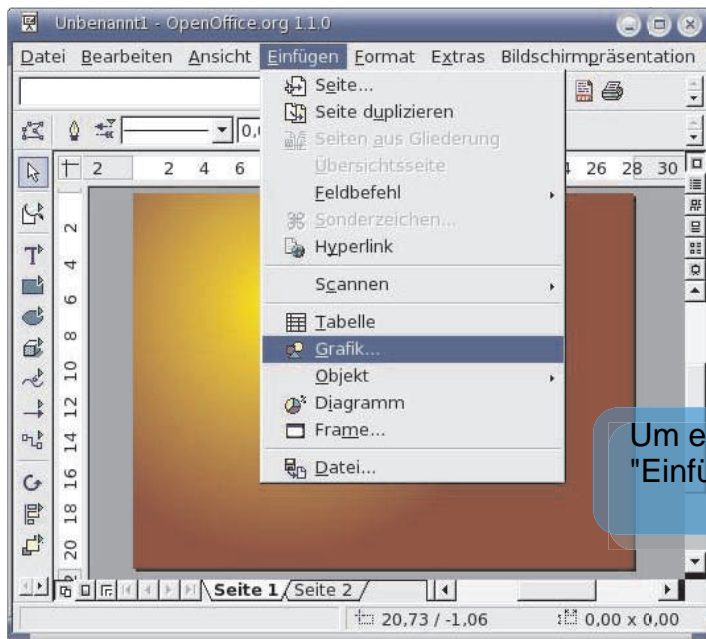 Unbenannt1 - OpenOffice.org 1.1.0
Datei Bearbeiten Ansicht Einfügen Format Extras Bildschirmpräsentation
Seite...
Seite duplizieren
Seiten aus Gliederung
Übersichtsseite
Feldbefehl
Sonderzeichen...
Hyperlink
Scannen
Tabelle
Grafik...
Objekt
Diagramm
Frame...
Datei...
2 2 4 6 26 28 30
2
4
6
8
10
12
14
16
18
20
Um e
"Einfü
Seite 1 Seite 2
20,73 / -1,06 0,00 x 0,00